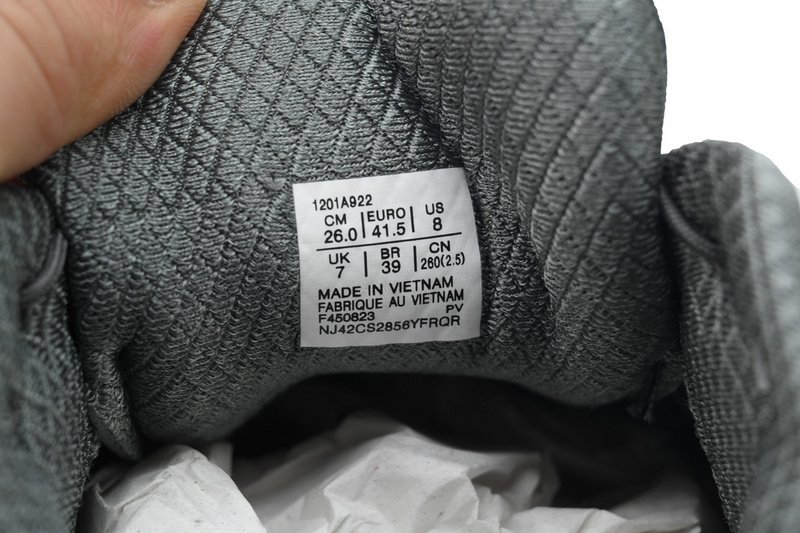 1201A922
CM EURO US
26.0 41.5 8
UK BR CN
7 39 260(2.5)
MADE IN VIETNAM
FABRIQUE AU VIETNAM
F450823 PV
NJ42CS2856YFRQR